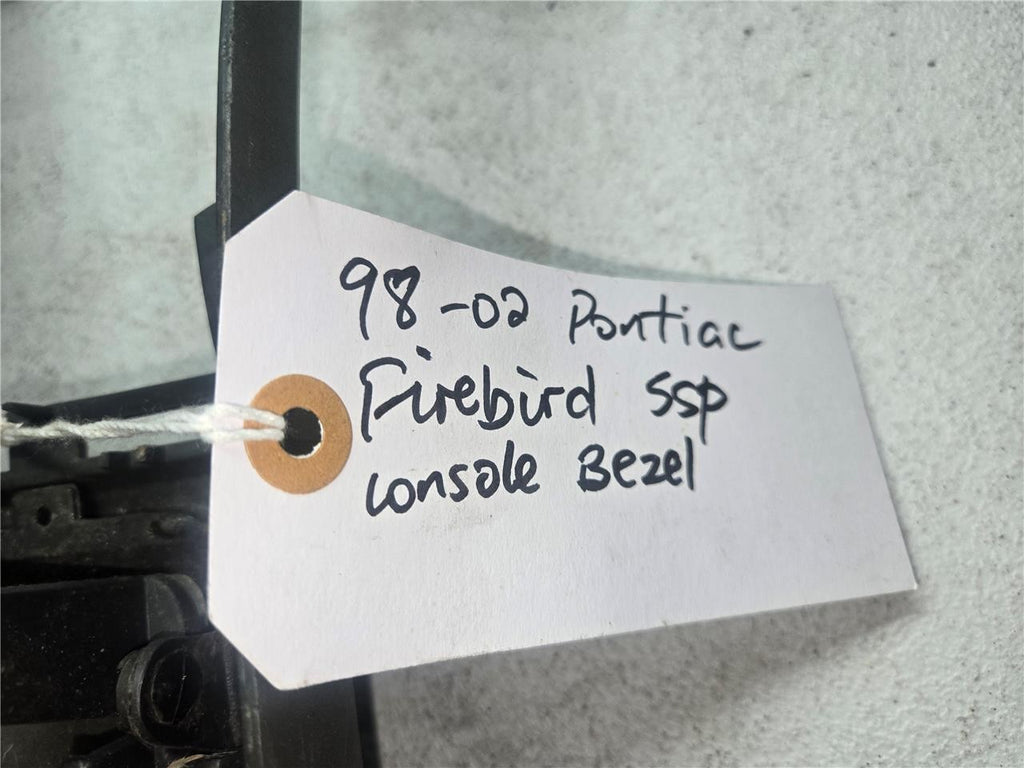 98-02 Pontiac
Firebird SSP
Console Bezel